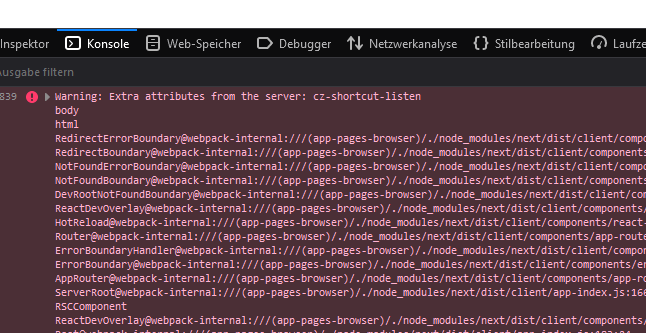 Inspektor Konsole Web-Speicher Debugger Netzwerkanalyse Stilbearbeitung Laufze
Ausgabe filtern
839 Warning: Extra attributes from the server: cz-shortcut-listen
body
html
RedirectErrorBoundary@webpack-internal:///(app-pages-browser)/./node_modules/next/dist/client/compo
RedirectBoundary@webpack-internal:///(app-pages-browser)/./node_modules/next/dist/client/components
NotFoundErrorBoundary@webpack-internal:///(app-pages-browser)/./node_modules/next/dist/client/compo
NotFoundBoundary@webpack-internal:///(app-pages-browser)/./node_modules/next/dist/client/components
DevRootNotFoundBoundary@webpack-internal:///(app-pages-browser)/./node_modules/next/dist/client/com
ReactDevOverlay@webpack-internal:///(app-pages-browser)/./node_modules/next/dist/client/components/
HotReload@webpack-internal:///(app-pages-browser)/./node_modules/next/dist/client/components/react-
Router@webpack-internal:///(app-pages-browser)/./node_modules/next/dist/client/components/app-route
ErrorBoundaryHandler@webpack-internal:///(app-pages-browser)/./node_modules/next/dist/client/compon
ErrorBoundary@webpack-internal:///(app-pages-browser)/./node_modules/next/dist/client/components/er
AppRouter@webpack-internal:///(app-pages-browser)/./node_modules/next/dist/client/components/app-ro
ServerRoot@webpack-internal:///(app-pages-browser)/./node_modules/next/dist/client/app-index.js:166
RSCComponent
ReactDevOverlay@webpack-internal:///(app-pages-browser)/./node_modules/next/dist/client/components/